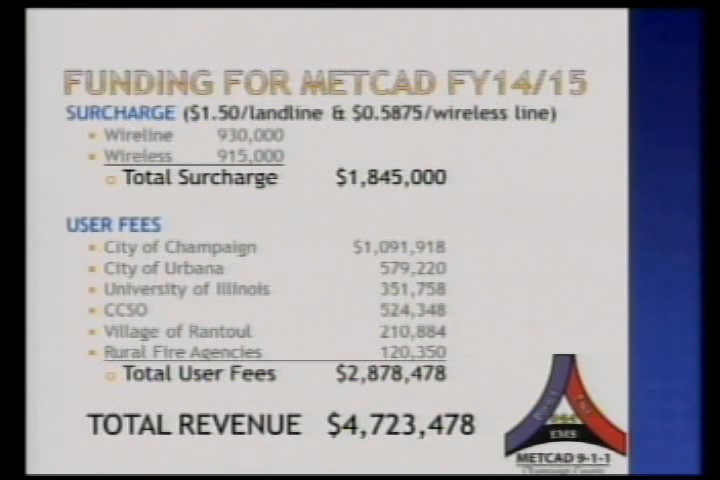 FUNDING FOR METCAD FY14/15
SURCHARGE ($1.50/landline & $0.5875/wireless line)
Wireline 930,000
Wireless 915,000
Total Surcharge $1,845,000
USER FEES
City of Champaign $1,091,918
City of Urbana 579,220
University of Illinois 351,758
CCSO 524,348
Village of Rantoul 210,884
Rural Fire Agencies 120,350
Total User Fees $2,878,478
TOTAL REVENUE $4,723,478
EMS
METCAD 9-1-1
Champaign County